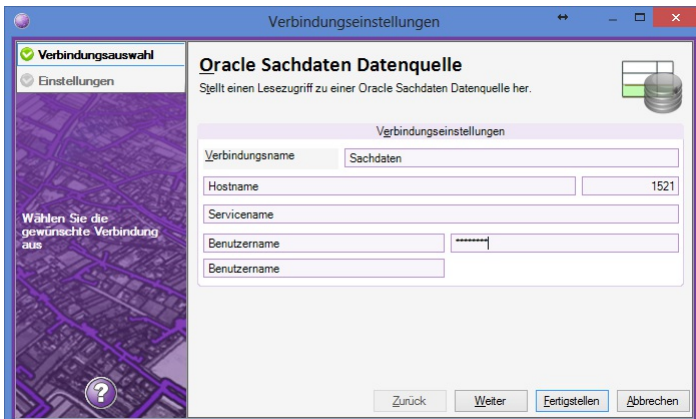 Verbindungseinstellungen
Verbindungsauswahl
Einstellungen
Wählen Sie die
gewünschte Verbindung
aus
?
Oracle Sachdaten Datenquelle
Stellt einen Lesezugriff zu einer Oracle Sachdaten Datenquelle her.
Verbindungseinstellungen
Verbindungsname Sachdaten
Hostname 1521
Servicename
Benutzername ********
Benutzername
Zurück Weiter Fertigstellen Abbrechen